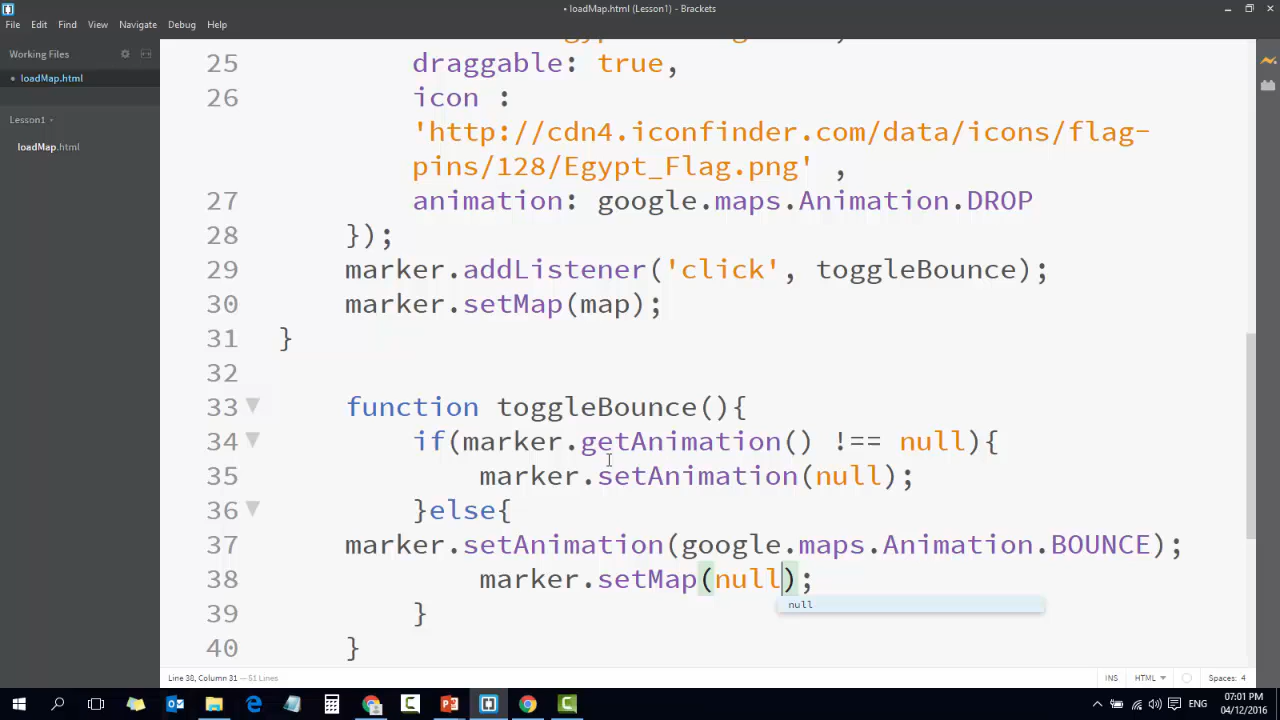 • loadMap.html (Lesson1) - Brackets
File Edit Find View Navigate Debug Help
Working Files
• loadMap.html
Lesson1
loadMap.html
25 draggable: true,
26 icon :
'http://cdn4.iconfinder.com/data/icons/flag-
pins/128/Egypt_Flag.png' ,
27 animation: google.maps.Animation.DROP
28 });
29 marker.addListener('click', toggleBounce);
30 marker.setMap(map);
31 }
32
33 function toggleBounce(){
34 if(marker.getAnimation() !== null){
35 marker.setAnimation(null);
36 }else{
37 marker.setAnimation(google.maps.Animation.BOUNCE);
38 marker.setMap(null);
null
39 }
40 }
Line 38, Column 31 — 51 Lines
INS HTML Spaces: 4
ENG
07:01 PM
04/12/2016